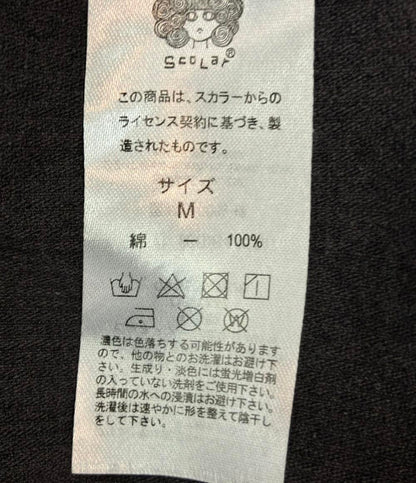 ScoLar®
この商品は、スカラーからの
ライセンス契約に基づき、製
造されたものです。
サイズ
M
綿 ー 100%
濃色は色落ちする可能性があります
ので、他の物とのお洗濯はお避け下
さい。生成り・淡色には蛍光増白剤
の入っていない洗剤をご使用下さい。
長時間の水への浸漬はお避け下さい。
洗濯後は速やかに形を整えて陰干し
をして下さい。